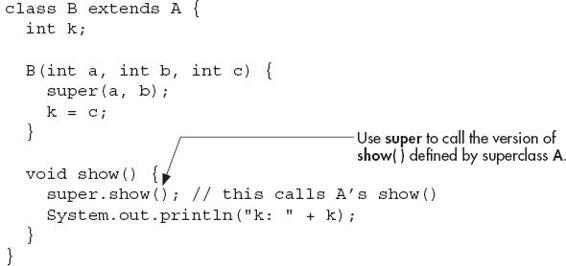 class B extends A {
int k;
B(int a, int b, int c) {
super(a, b);
k = c;
}
Use super to call the version of
show( ) defined by superclass A.
void show() {
super.show(); // this calls A's show()
System.out.println("k: " + k);
}
}